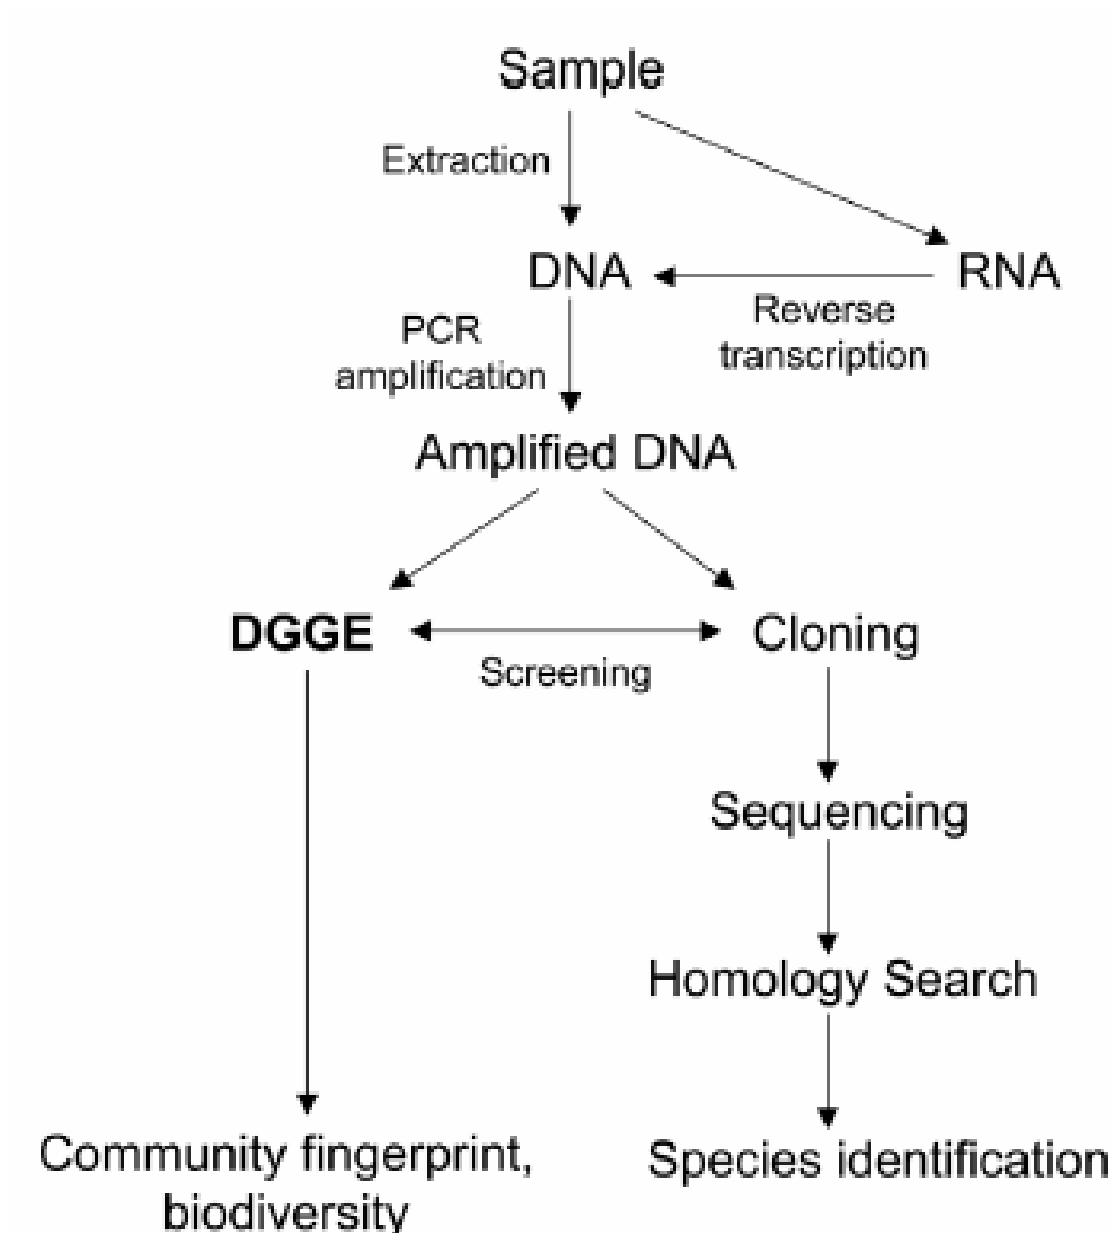 Sample
Extraction
DNA
RNA
Reverse
transcription
PCR
amplification
Amplified DNA
DGGE
Cloning
Screening
Sequencing
Homology Search
Community fingerprint,
biodiversity
Species identification